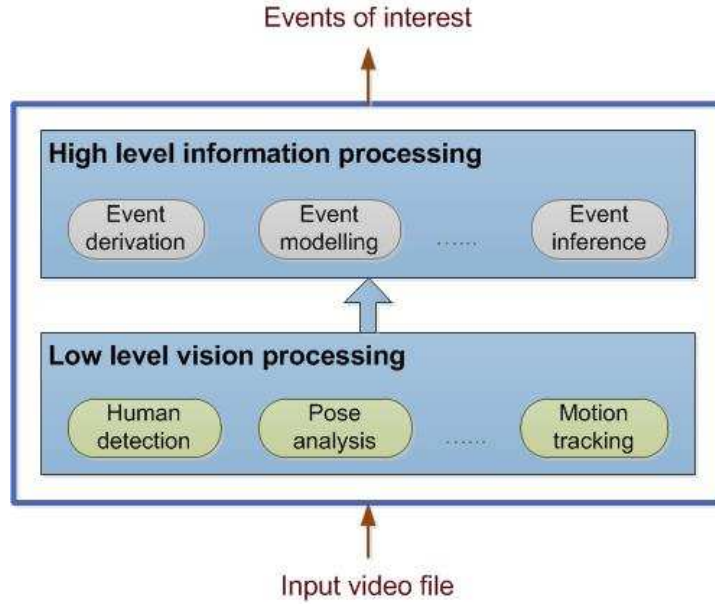 Events of interest
High level information processing
Event derivation
Event modelling
......
Event inference
Low level vision processing
Human detection
Pose analysis
......
Motion tracking
Input video file